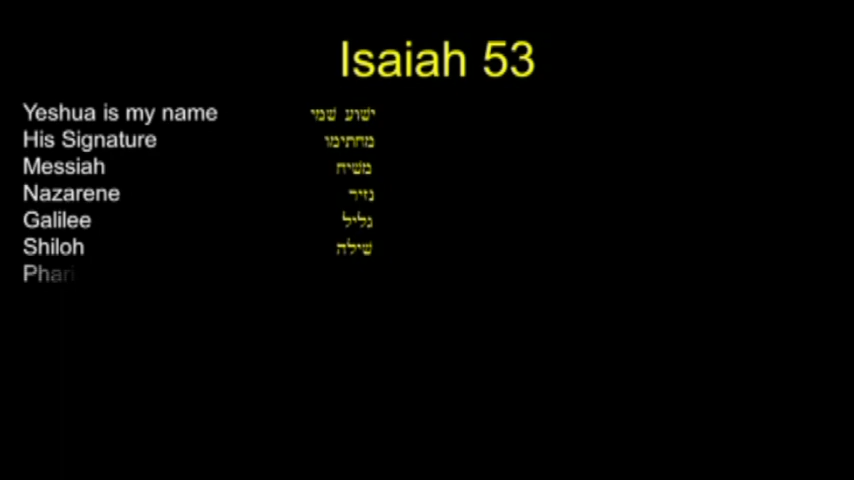 Isaiah 53
Yeshua is my name ישוע שמי
His Signature מחתימו
Messiah משיח
Nazarene נזיר
Galilee גליל
Shiloh שילה
Phari